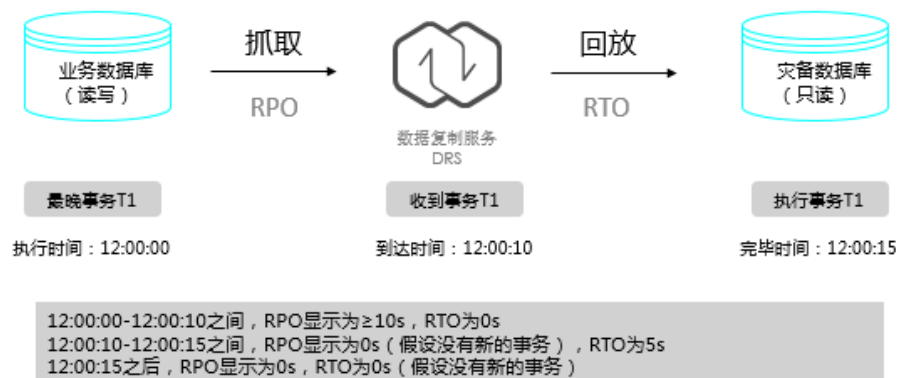 业务数据库
（读写）
抓取
RPO
数据复制服务
DRS
回放
RTO
灾备数据库
（只读）
最晚事务T1
收到事务T1
执行事务T1
执行时间：12:00:00
到达时间：12:00:10
完毕时间：12:00:15
12:00:00-12:00:10之间，RPO显示为≥10s，RTO为0s
12:00:10-12:00:15之间，RPO显示为0s（假设没有新的事务），RTO为5s
12:00:15之后，RPO显示为0s，RTO为0s（假设没有新的事务）